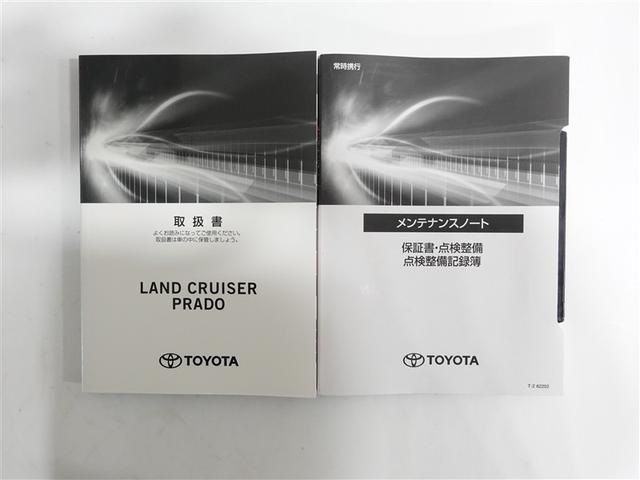 取扱書
よくお読みになってご使用ください。
取扱書は車の中に保管しましょう。
LAND CRUISER
PRADO
TOYOTA
常時携行
メンテナンスノート
保証書・点検整備
点検整備記録簿
TOYOTA
T-2 62202